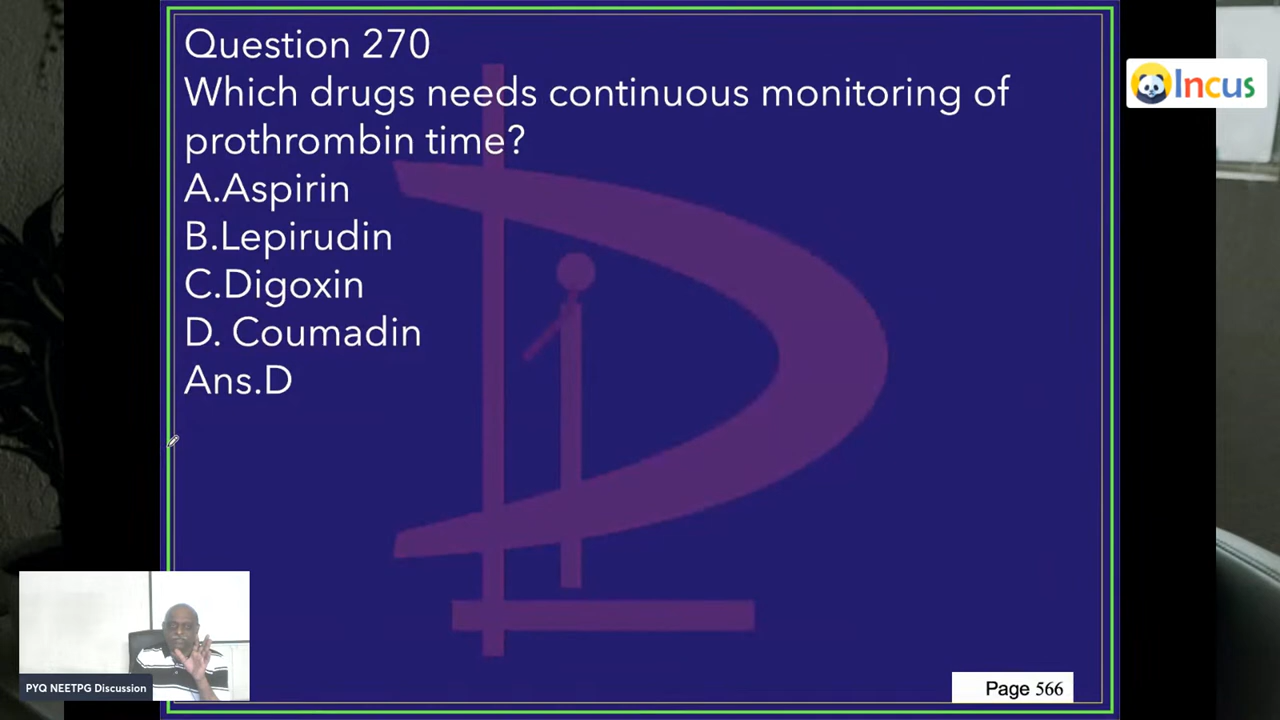 Question 270
Which drugs needs continuous monitoring of
prothrombin time?
A.Aspirin
B.Lepirudin
C.Digoxin
D. Coumadin
Ans.D
Incus
PYQ NEETPG Discussion
Page 566